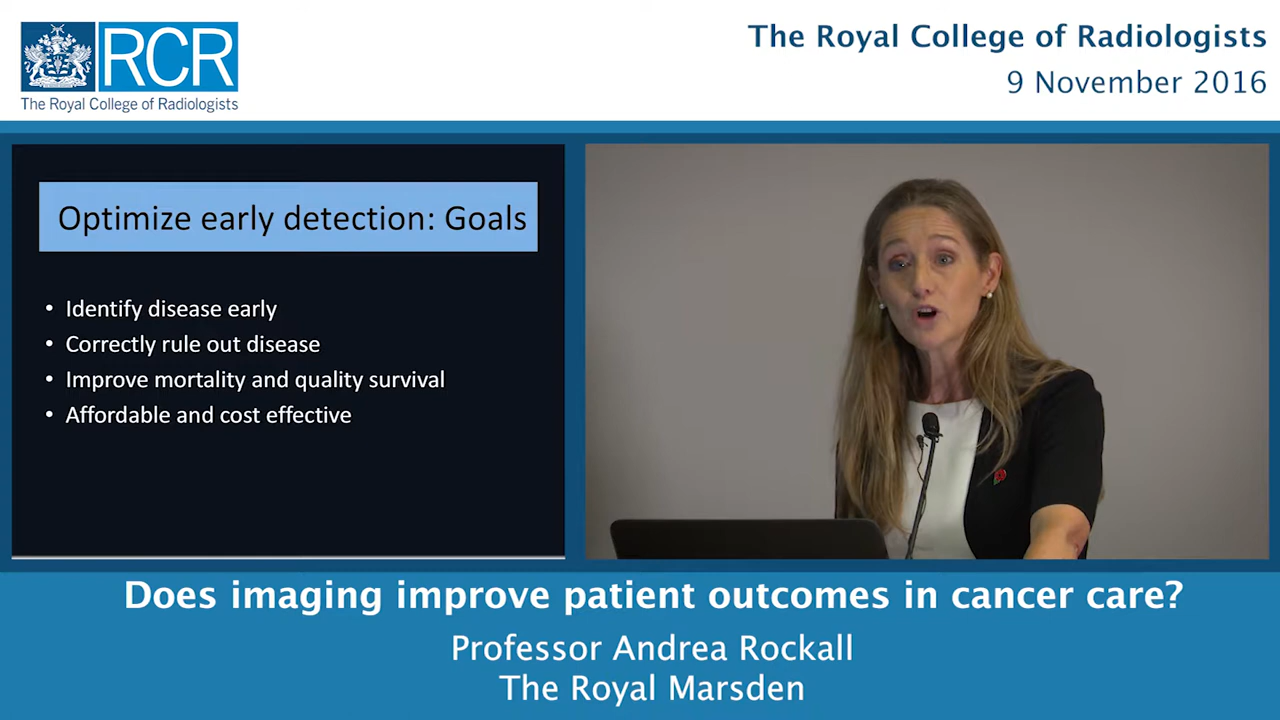 RCR
The Royal College of Radiologists
The Royal College of Radiologists
9 November 2016
Optimize early detection: Goals
• Identify disease early
• Correctly rule out disease
• Improve mortality and quality survival
• Affordable and cost effective
Does imaging improve patient outcomes in cancer care?
Professor Andrea Rockall
The Royal Marsden